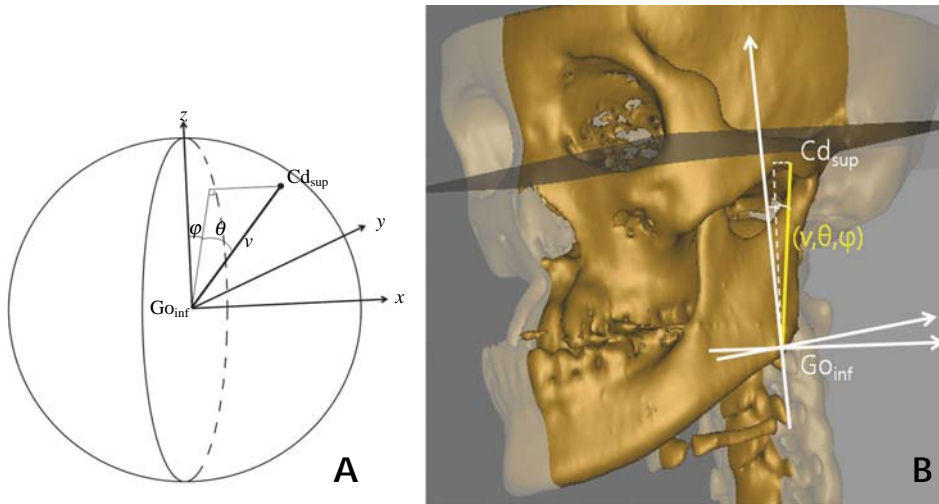 z
Cd_sup
y
φ
θ
v
x
Go_inf
A
Cd_sup
(v,θ,φ)
Go_inf
B